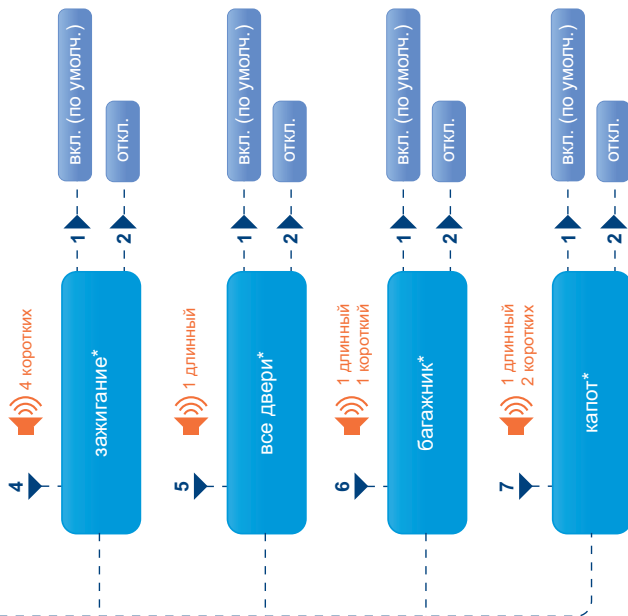 4
4 коротких
зажигание*
1
вкл. (по умолч.)
2
откл.
5
1 длинный
все двери*
1
вкл. (по умолч.)
2
откл.
6
1 длинный
1 короткий
багажник*
1
вкл. (по умолч.)
2
откл.
7
1 длинный
2 коротких
капот*
1
вкл. (по умолч.)
2
откл.